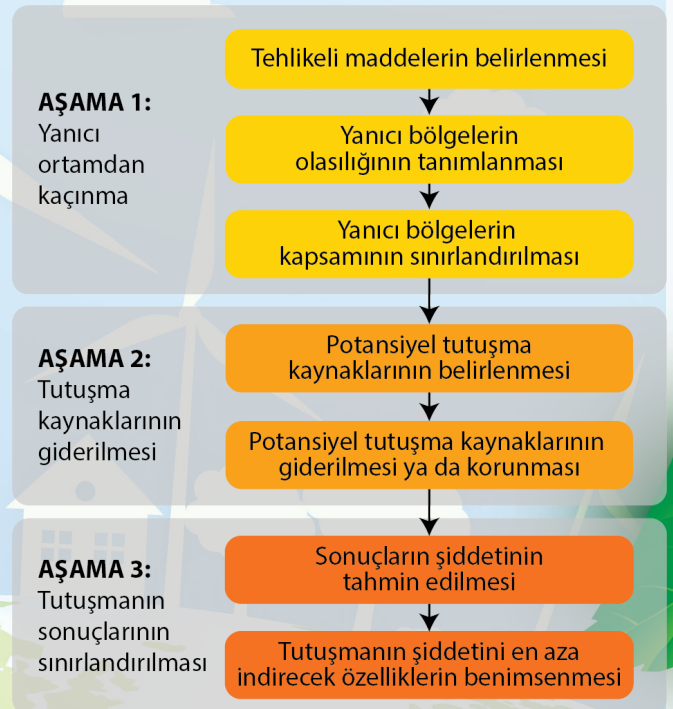 Tehlikeli maddelerin belirlenmesi
AŞAMA 1:
Yanıcı
ortamdan
kaçınma
Yanıcı bölgelerin
olasılığının tanımlanması
Yanıcı bölgelerin
kapsamının sınırlandırılması
AŞAMA 2:
Tutuşma
kaynaklarının
giderilmesi
Potansiyel tutuşma
kaynaklarının belirlenmesi
Potansiyel tutuşma kaynaklarının
giderilmesi ya da korunması
AŞAMA 3:
Tutuşmanın
sonuçlarının
sınırlandırılması
Sonuçların şiddetinin
tahmin edilmesi
Tutuşmanın şiddetini en aza
indirecek özelliklerin benimsenmesi